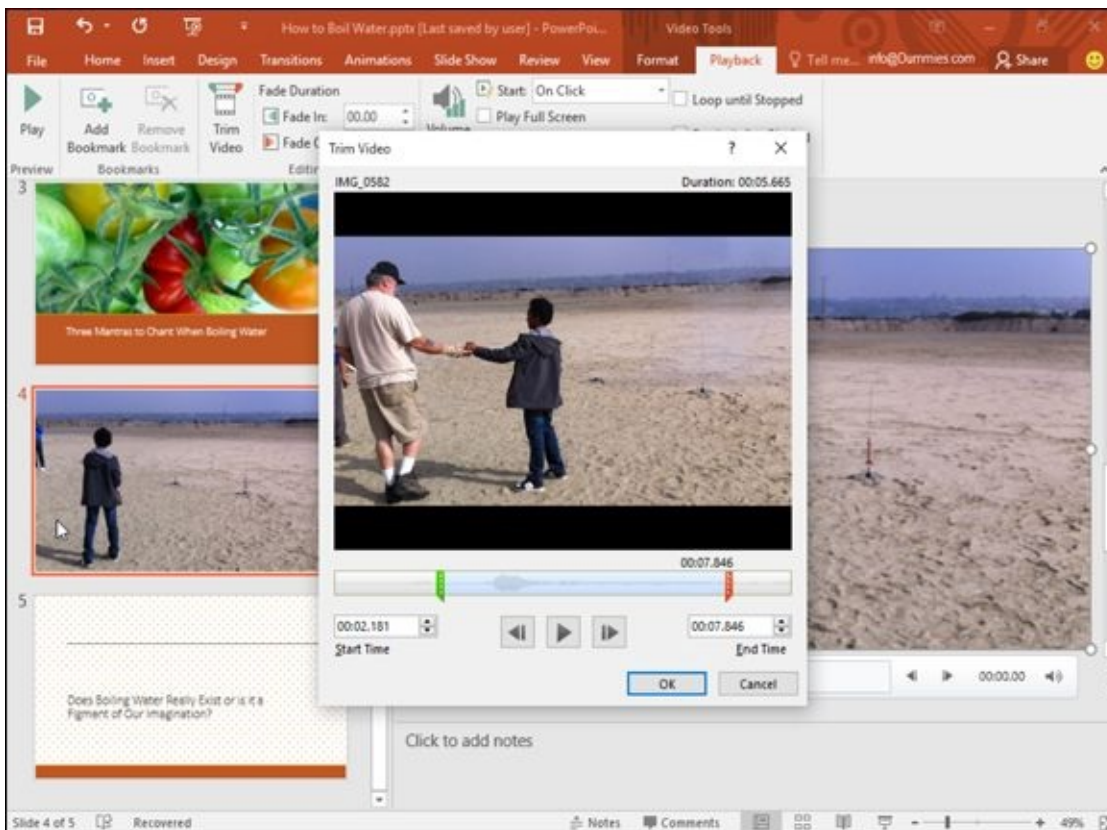 How to Boil Water.pptx [Last saved by user] - PowerPoi...
Video Tools
File Home Insert Design Transitions Animations Slide Show Review View Format Playback Tell me... info@Dummies.com Share
Play
Preview
Add Bookmark
Remove Bookmark
Bookmarks
Trim Video
Fade Duration
Fade In: 00.00
Start: On Click
Play Full Screen
Loop until Stopped
Trim Video ? X
IMG_0582 Duration: 00:05.665
00:07.846
00:02.181 00:07.846
Start Time End Time
OK Cancel
3
Three Mantras to Chant When Boiling Water
4
5
Does Boiling Water Really Exist or is it a
Figment of Our Imagination?
00:00.00
Click to add notes
Slide 4 of 5 Recovered Notes Comments 49%